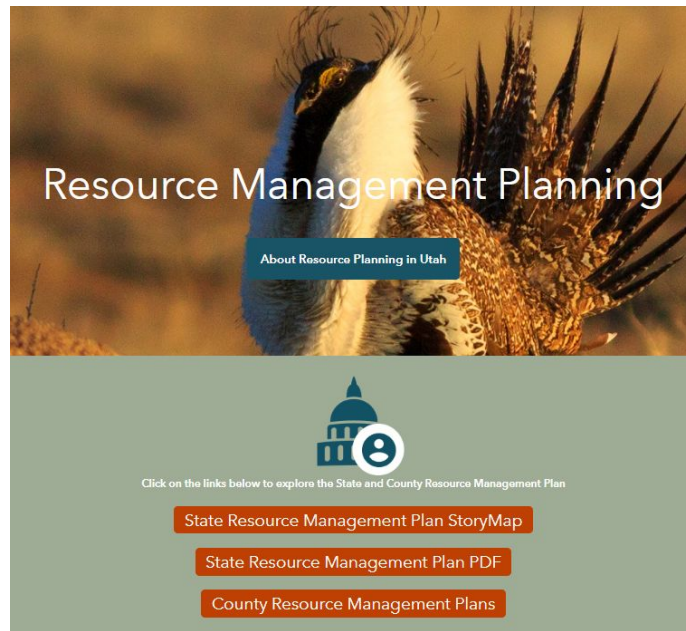 Resource Management Planning
About Resource Planning in Utah
Click on the links below to explore the State and County Resource Management Plan
State Resource Management Plan StoryMap
State Resource Management Plan PDF
County Resource Management Plans